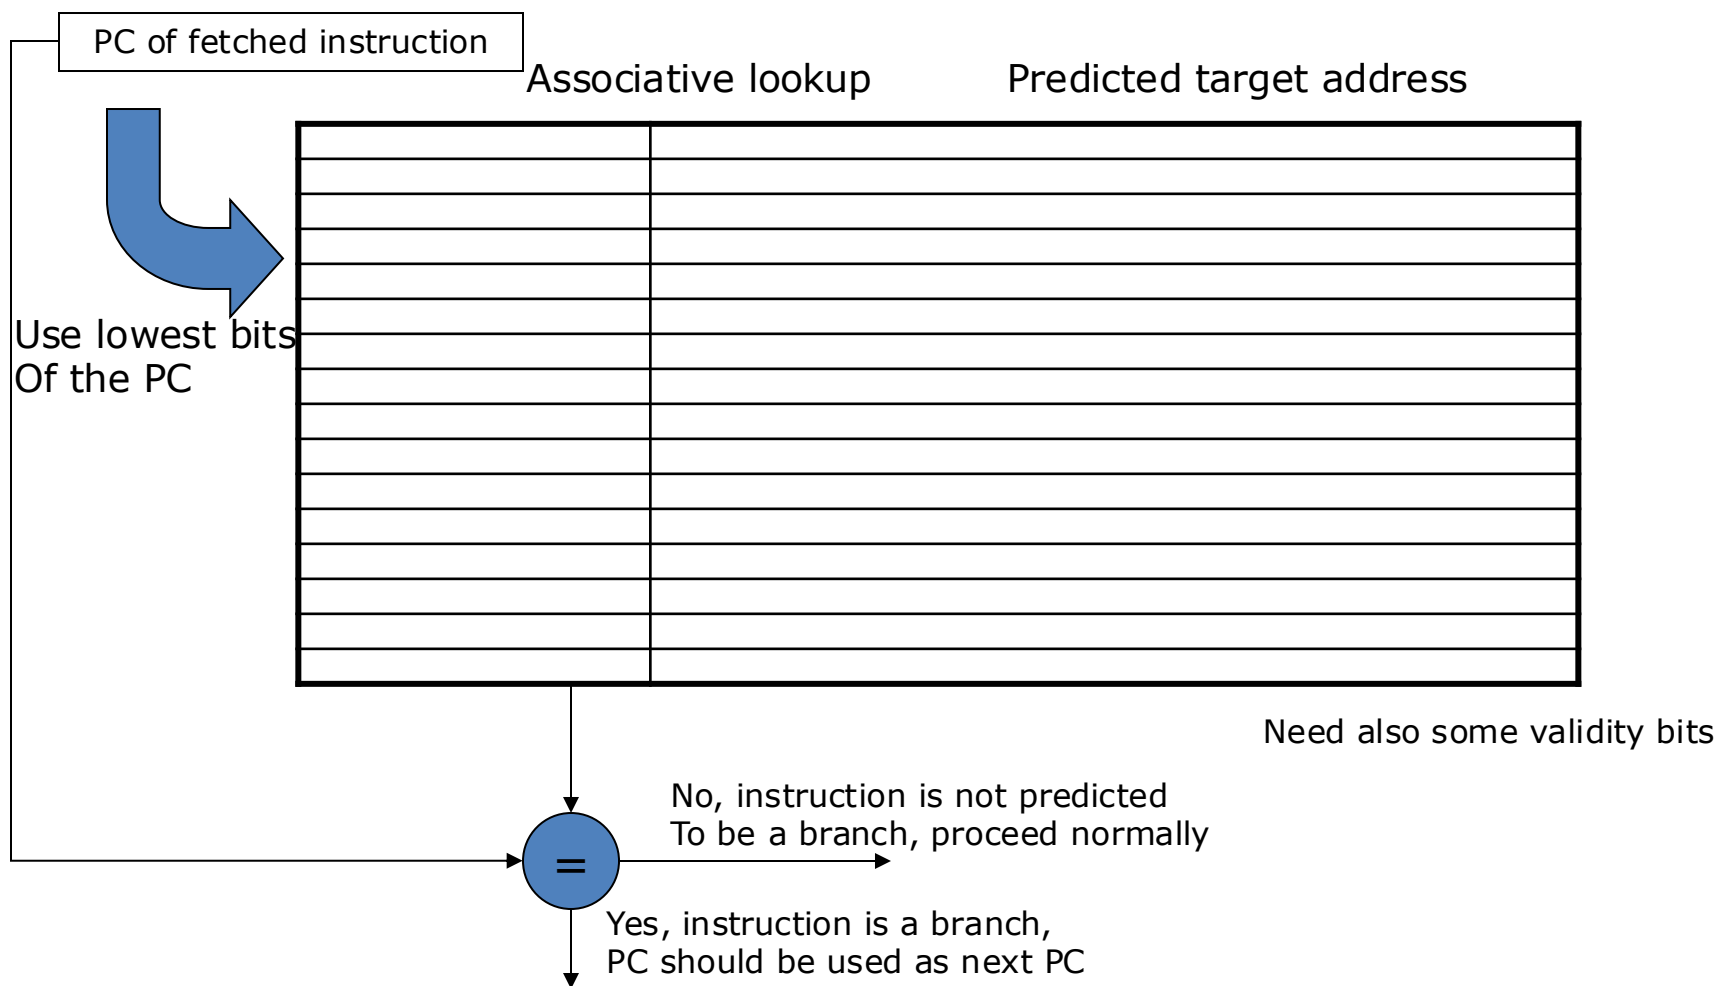 PC of fetched instruction
Associative lookup
Predicted target address
Use lowest bits
Of the PC
Need also some validity bits
No, instruction is not predicted
To be a branch, proceed normally
=
Yes, instruction is a branch,
PC should be used as next PC